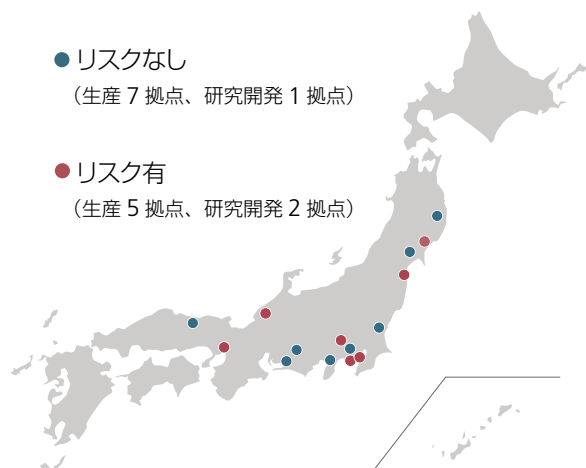 リスクなし
（生産 7 拠点、研究開発 1 拠点）
リスク有
（生産 5 拠点、研究開発 2 拠点）